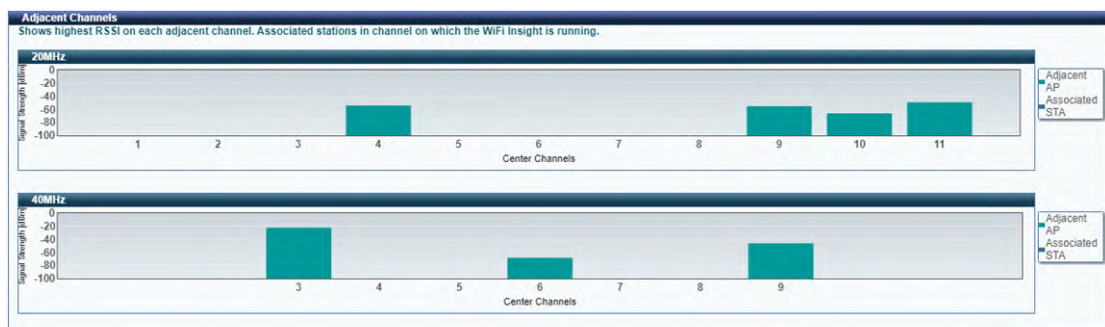 Adjacent Channels
Shows highest RSSI on each adjacent channel. Associated stations in channel on which the WiFi Insight is running.
20MHz
Signal Strength [dBm]
0
-20
-40
-60
-80
-100
1 2 3 4 5 6 7 8 9 10 11
Center Channels
Adjacent
AP
Associated
STA
40MHz
Signal Strength [dBm]
0
-20
-40
-60
-80
-100
3 4 5 6 7 8 9
Center Channels
Adjacent
AP
Associated
STA